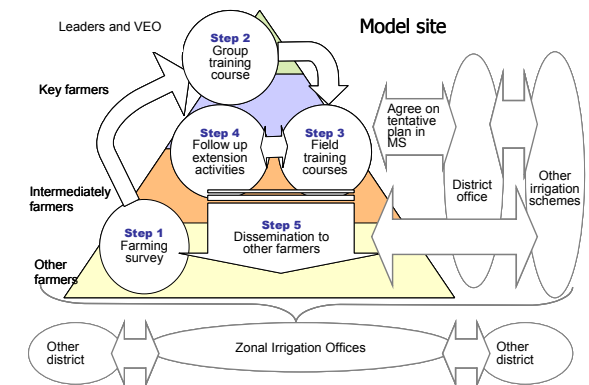 Leaders and VEO
Model site
Step 2
Group
training
course
Key farmers
Step 4
Follow up
extension
activities
Step 3
Field
training
courses
Agree on
tentative
plan in
MS
District
office
Other
irrigation
schemes
Intermediately
farmers
Step 1
Farming
survey
Step 5
Dissemination to
other farmers
Other
farmers
Other
district
Zonal Irrigation Offices
Other
district